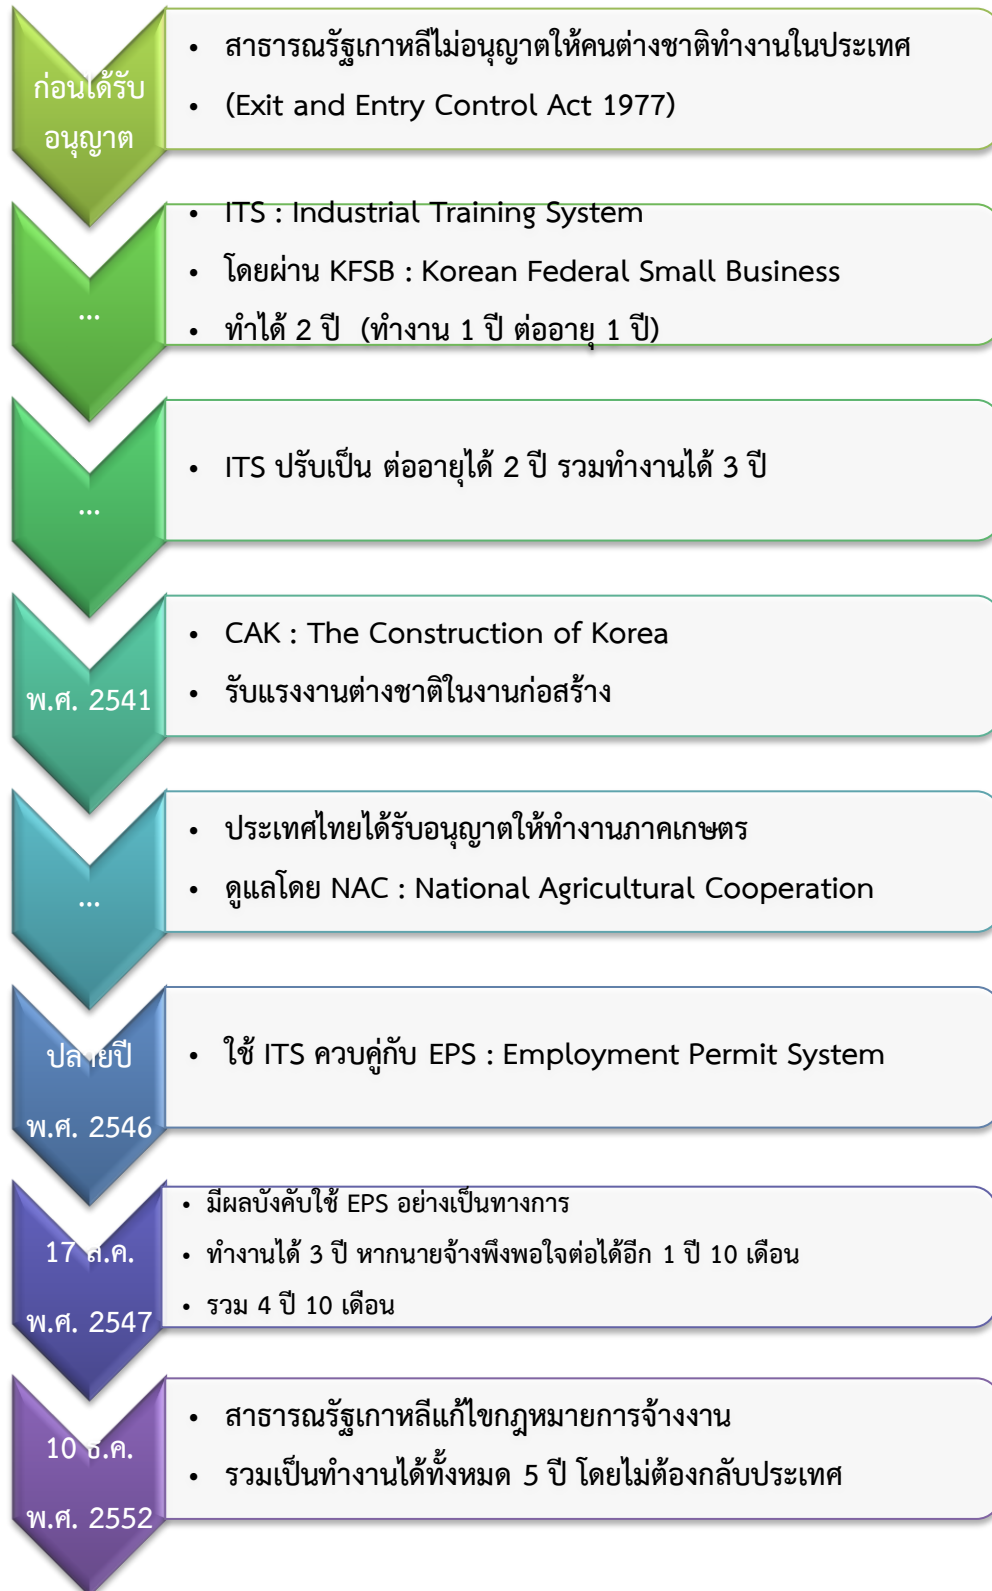 ก่อนได้รับ
อนุญาต
• สาธารณรัฐเกาหลีไม่อนุญาตให้คนต่างชาติทำงานในประเทศ
• (Exit and Entry Control Act 1977)
...
• ITS : Industrial Training System
• โดยผ่าน KFSB : Korean Federal Small Business
• ทำได้ 2 ปี (ทำงาน 1 ปี ต่ออายุ 1 ปี)
...
• ITS ปรับเป็น ต่ออายุได้ 2 ปี รวมทำงานได้ 3 ปี
พ.ศ. 2541
• CAK : The Construction of Korea
• รับแรงงานต่างชาติในงานก่อสร้าง
...
• ประเทศไทยได้รับอนุญาตให้ทำงานภาคเกษตร
• ดูแลโดย NAC : National Agricultural Cooperation
ปลายปี
พ.ศ. 2546
• ใช้ ITS ควบคู่กับ EPS : Employment Permit System
17 ส.ค.
พ.ศ. 2547
• มีผลบังคับใช้ EPS อย่างเป็นทางการ
• ทำงานได้ 3 ปี หากนายจ้างพึงพอใจต่อได้อีก 1 ปี 10 เดือน
• รวม 4 ปี 10 เดือน
10 ธ.ค.
พ.ศ. 2552
• สาธารณรัฐเกาหลีแก้ไขกฎหมายการจ้างงาน
• รวมเป็นทำงานได้ทั้งหมด 5 ปี โดยไม่ต้องกลับประเทศ